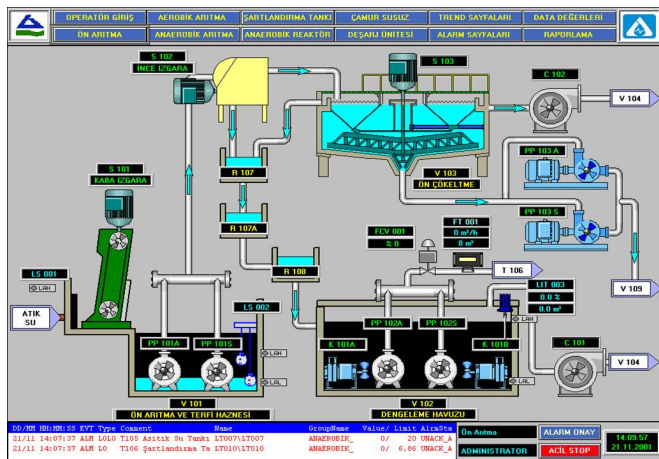 OPERATÖR GİRİŞ AEROBİK ARITMA ŞARTLANDIRMA TANKI ÇAMUR SUSUZ. TREND SAYFALARI DATA DEĞERLERİ
ÖN ARITMA ANAEROBİK ARITMA ANAEROBİK REAKTÖR DEŞARJ ÜNİTESİ ALARM SAYFALARI RAPORLAMA
S 102
İNCE IZGARA
S 103
C 102
V 104
S 101
KABA IZGARA
R 107
V 103
ÖN ÇÖKELTME
PP 103 A
PP 103 S
R 107A
FCV 001
% 0
FT 001
0 m³/h
8 m³
R 108
T 106
LS 001
LAH
LIT 003
0.0 %
0.0 m³
V 109
ATIK
SU
LS 002
LAH
LAL
PP 101A
PP 101S
PP 102A
PP 102S
K 101A
K 101B
LAH
LAL
C 101
V 104
V 101
ÖN ARITMA VE TERFİ HAZNESİ
V 102
DENGELEME HAVUZU
DD/MM HH:MM:SS EVT Type Comment Name GroupName Value/ Limit AlrmSta
21/11 14:07:37 ALM LOLO T105 Asitik Su Tankı LT007\LT007 ANAEROBIK_ 0/ 20 UNACK_A
21/11 14:07:37 ALM LO T106 Şartlandırma Ta LT010\LT010 ANAEROBIK_ 0/ 6.86 UNACK_A
Ön Arıtma
ADMINISTRATOR
ALARM ONAY
ACİL STOP
14:09:57
21.11.2001